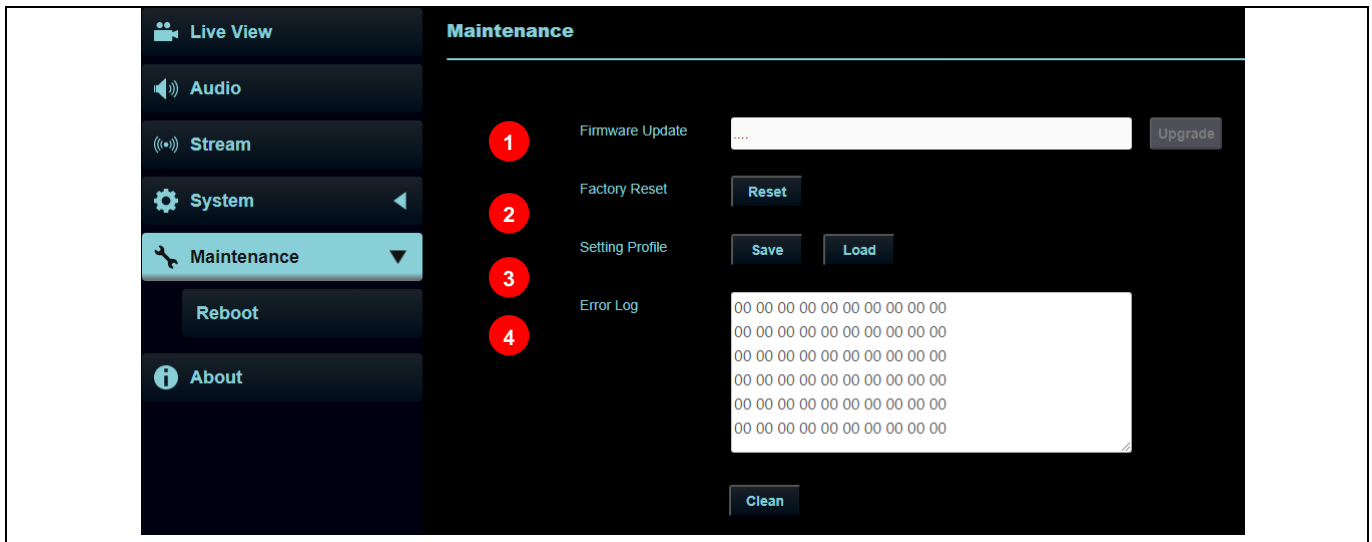 Live View
Audio
Stream
System
Maintenance
Reboot
About
Maintenance
1
Firmware Update
....
Upgrade
2
Factory Reset
Reset
3
Setting Profile
Save
Load
4
Error Log
00 00 00 00 00 00 00 00 00 00
00 00 00 00 00 00 00 00 00 00
00 00 00 00 00 00 00 00 00 00
00 00 00 00 00 00 00 00 00 00
00 00 00 00 00 00 00 00 00 00
00 00 00 00 00 00 00 00 00 00
Clean